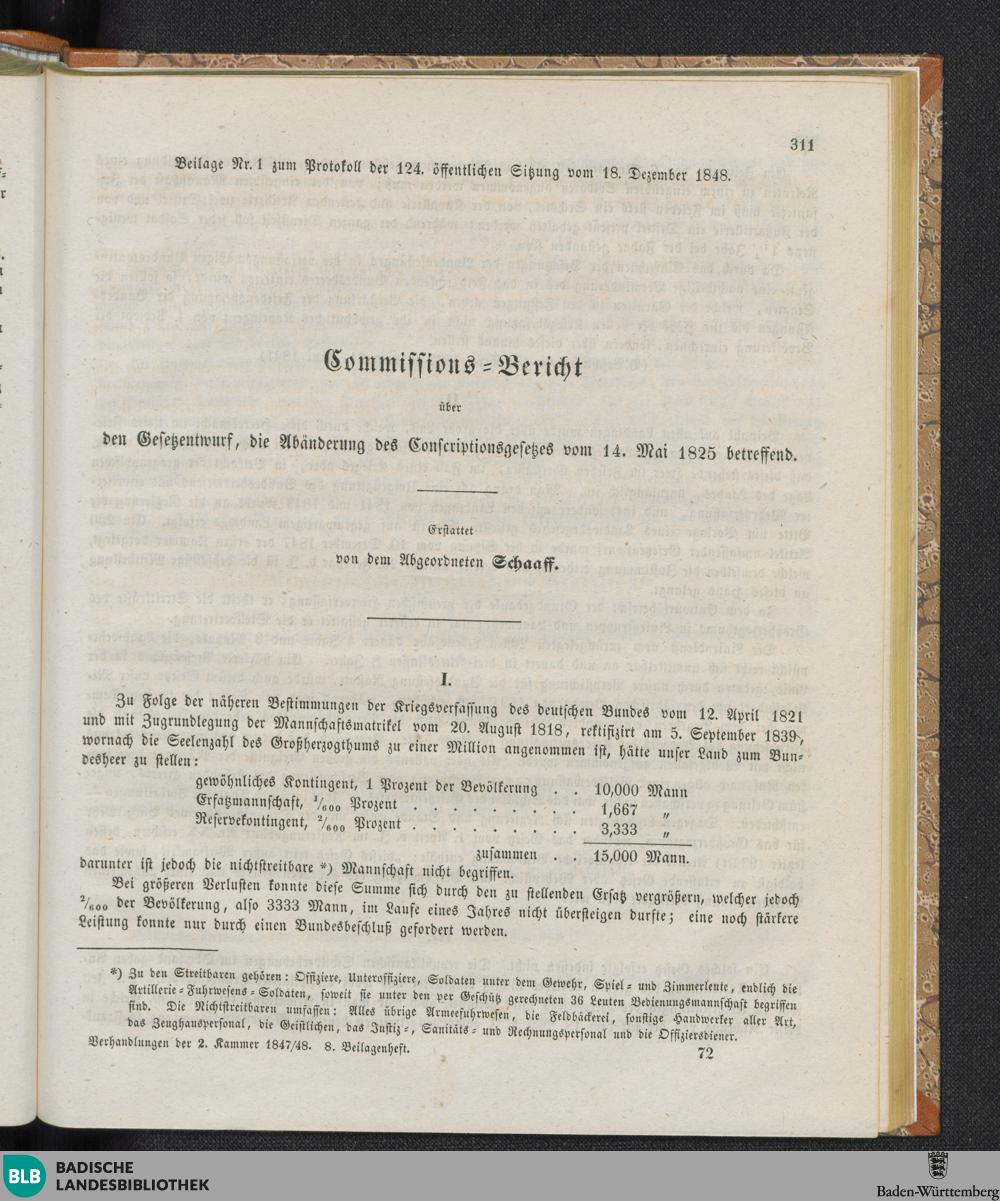 311
Beilage Nr. 1 zum Protokoll der 124. öffentlichen Sitzung vom 18. Dezember 1848.
Commissions-Bericht
über
den Gesetzentwurf, die Abänderung des Conscriptionsgesetzes vom 14. Mai 1825 betreffend.
Erstattet
von dem Abgeordneten Schaaff.
I.
Zu Folge der näheren Bestimmungen der Kriegsverfassung des deutschen Bundes vom 12. April 1821
und mit Zugrundlegung der Mannschaftsmatrikel vom 20. August 1818, rektifizirt am 5. September 1839,
wornach die Seelenzahl des Großherzogthums zu einer Million angenommen ist, hätte unser Land zum Bun-
desheer zu stellen:
gewöhnliches Kontingent, 1 Prozent der Bevölkerung . . 10,000 Mann
Ersatzmannschaft, 1/600 Prozent . . . . . . . . . 1,667 „
Reservekontingent, 2/600 Prozent . . . . . . . . . 3,333 „
zusammen . . 15,000 Mann.
darunter ist jedoch die nichtstreitbare *) Mannschaft nicht begriffen.
Bei größeren Verlusten konnte diese Summe sich durch den zu stellenden Ersatz vergrößern, welcher jedoch
2/600 der Bevölkerung, also 3333 Mann, im Laufe eines Jahres nicht übersteigen durfte; eine noch stärkere
Leistung konnte nur durch einen Bundesbeschluß gefordert werden.
*) Zu den Streitbaren gehören: Offiziere, Unteroffiziere, Soldaten unter dem Gewehr, Spiel- und Zimmerleute, endlich die
Artillerie-Fuhrwesens-Soldaten, soweit sie unter den per Geschütz gerechneten 36 Leuten Bedienungsmannschaft begriffen
sind. Die Nichtstreitbaren umfassen: Alles übrige Armeefuhrwesen, die Feldbäckerei, sonstige Handwerker aller Art,
das Zeughauspersonal, die Geistlichen, das Justiz-, Sanitäts- und Rechnungspersonal und die Offiziersdiener.
Verhandlungen der 2. Kammer 1847/48. 8. Beilagenheft.
72
BLB
BADISCHE
LANDESBIBLIOTHEK
Baden-Württemberg